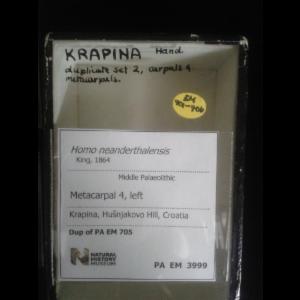 KRAPINA Hand.
duplicate set 2, carpals &
metacarpals.
EM
Homo neanderthalensis
King, 1864
Middle Palaeolithic
Metacarpal 4, left
Krapina, Hušnjakovo Hill, Croatia
Dup of PA EM 705
NATURAL
HISTORY
MUSEUM
PA EM 3999